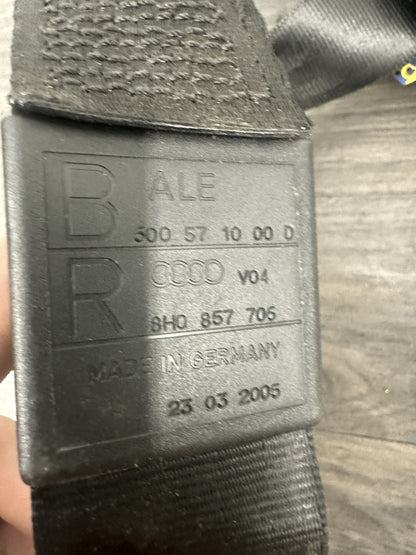 B ALE
500 57 10 00 D
R V04
8H0 857 706
MADE IN GERMANY
23 03 2005